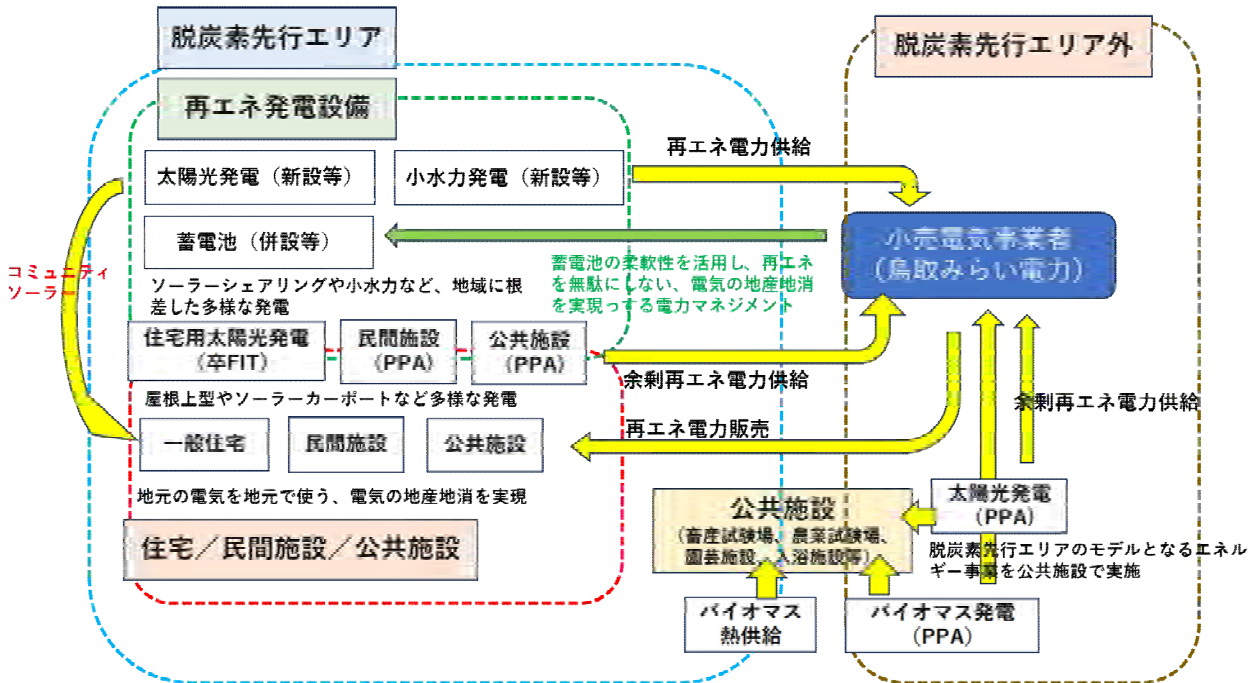 脱炭素先行エリア
脱炭素先行エリア外
再エネ発電設備
再エネ電力供給
太陽光発電（新設等）
小水力発電（新設等）
蓄電池（併設等）
小売電気事業者
（鳥取みらい電力）
コミュニティ
ソーラー
ソーラーシェアリングや小水力など、地域に根
差した多様な発電
蓄電池の柔軟性を活用し、再エネ
を無駄にしない、電気の地産地消
を実現っする電力マネジメント
住宅用太陽光発電
（卒FIT）
民間施設
（PPA）
公共施設
（PPA）
余剰再エネ電力供給
屋根上型やソーラーカーポートなど多様な発電
余剰再エネ電力供給
一般住宅
民間施設
公共施設
再エネ電力販売
地元の電気を地元で使う、電気の地産地消を実現
住宅／民間施設／公共施設
公共施設
（畜産試験場、農業試験場、
園芸施設、入浴施設等）
太陽光発電
（PPA）
脱炭素先行エリアのモデルとなるエネル
ギー事業を公共施設で実施
バイオマス
熱供給
バイオマス発電
（PPA）